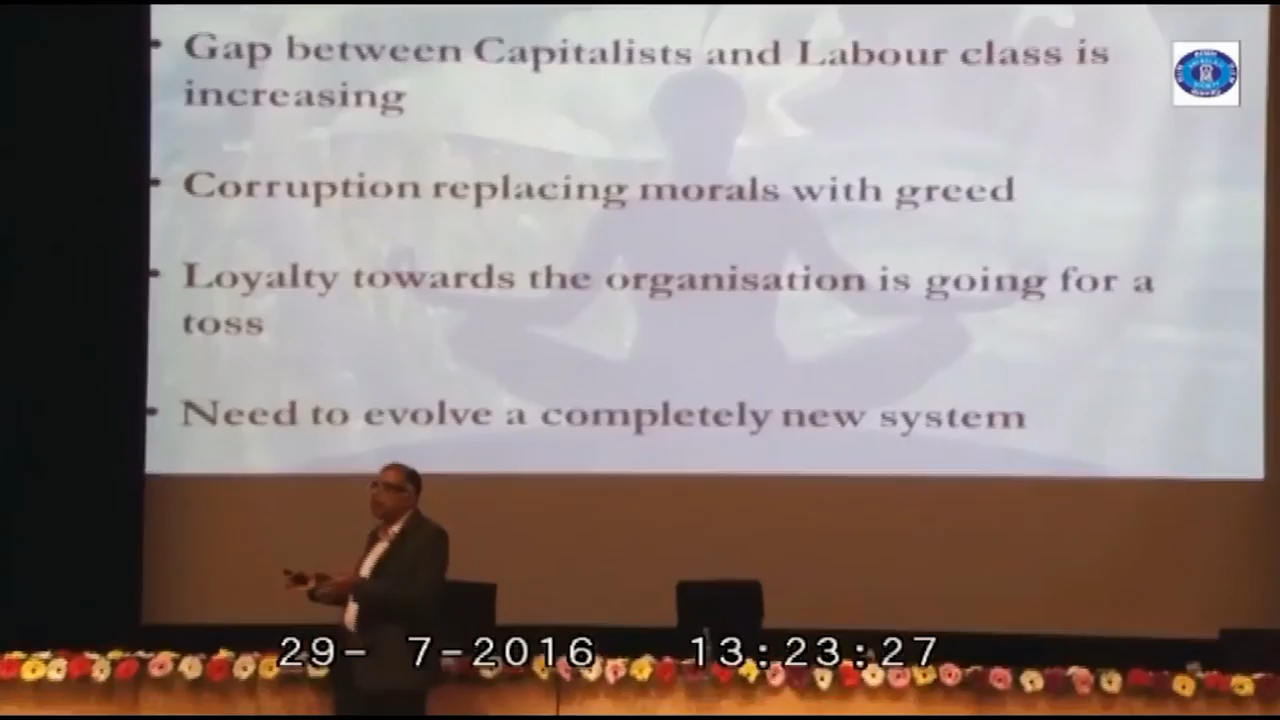 Gap between Capitalists and Labour class is
increasing
Corruption replacing morals with greed
Loyalty towards the organisation is going for a
toss
Need to evolve a completely new system
29- 7-2016 13:23:27